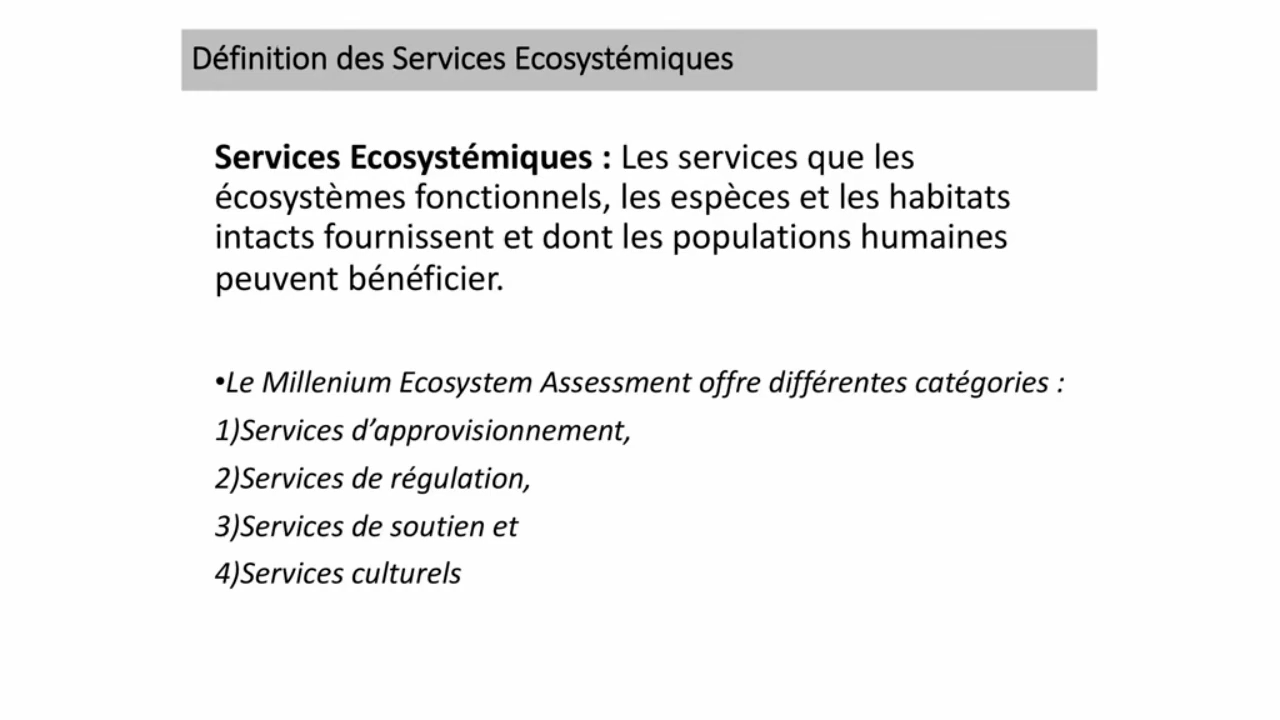 Définition des Services Ecosystémiques
Services Ecosystémiques : Les services que les
écosystèmes fonctionnels, les espèces et les habitats
intacts fournissent et dont les populations humaines
peuvent bénéficier.
•Le Millenium Ecosystem Assessment offre différentes catégories :
1)Services d’approvisionnement,
2)Services de régulation,
3)Services de soutien et
4)Services culturels